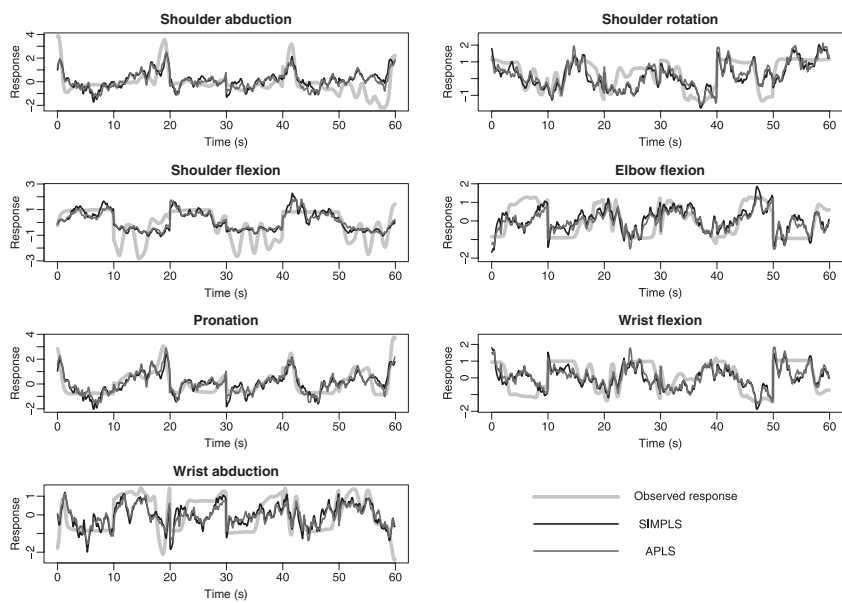 Shoulder abduction
Response
4
2
0
−2
0 10 20 30 40 50 60
Time (s)
Shoulder rotation
Response
2
1
−1
0 10 20 30 40 50 60
Time (s)
Shoulder flexion
Response
3
1
−1
−3
0 10 20 30 40 50 60
Time (s)
Elbow flexion
Response
2
1
0
−2
0 10 20 30 40 50 60
Time (s)
Pronation
Response
4
2
0
−2
0 10 20 30 40 50 60
Time (s)
Wrist flexion
Response
2
1
0
−2
0 10 20 30 40 50 60
Time (s)
Wrist abduction
Response
1
0
−2
0 10 20 30 40 50 60
Time (s)
Observed response
SIMPLS
APLS